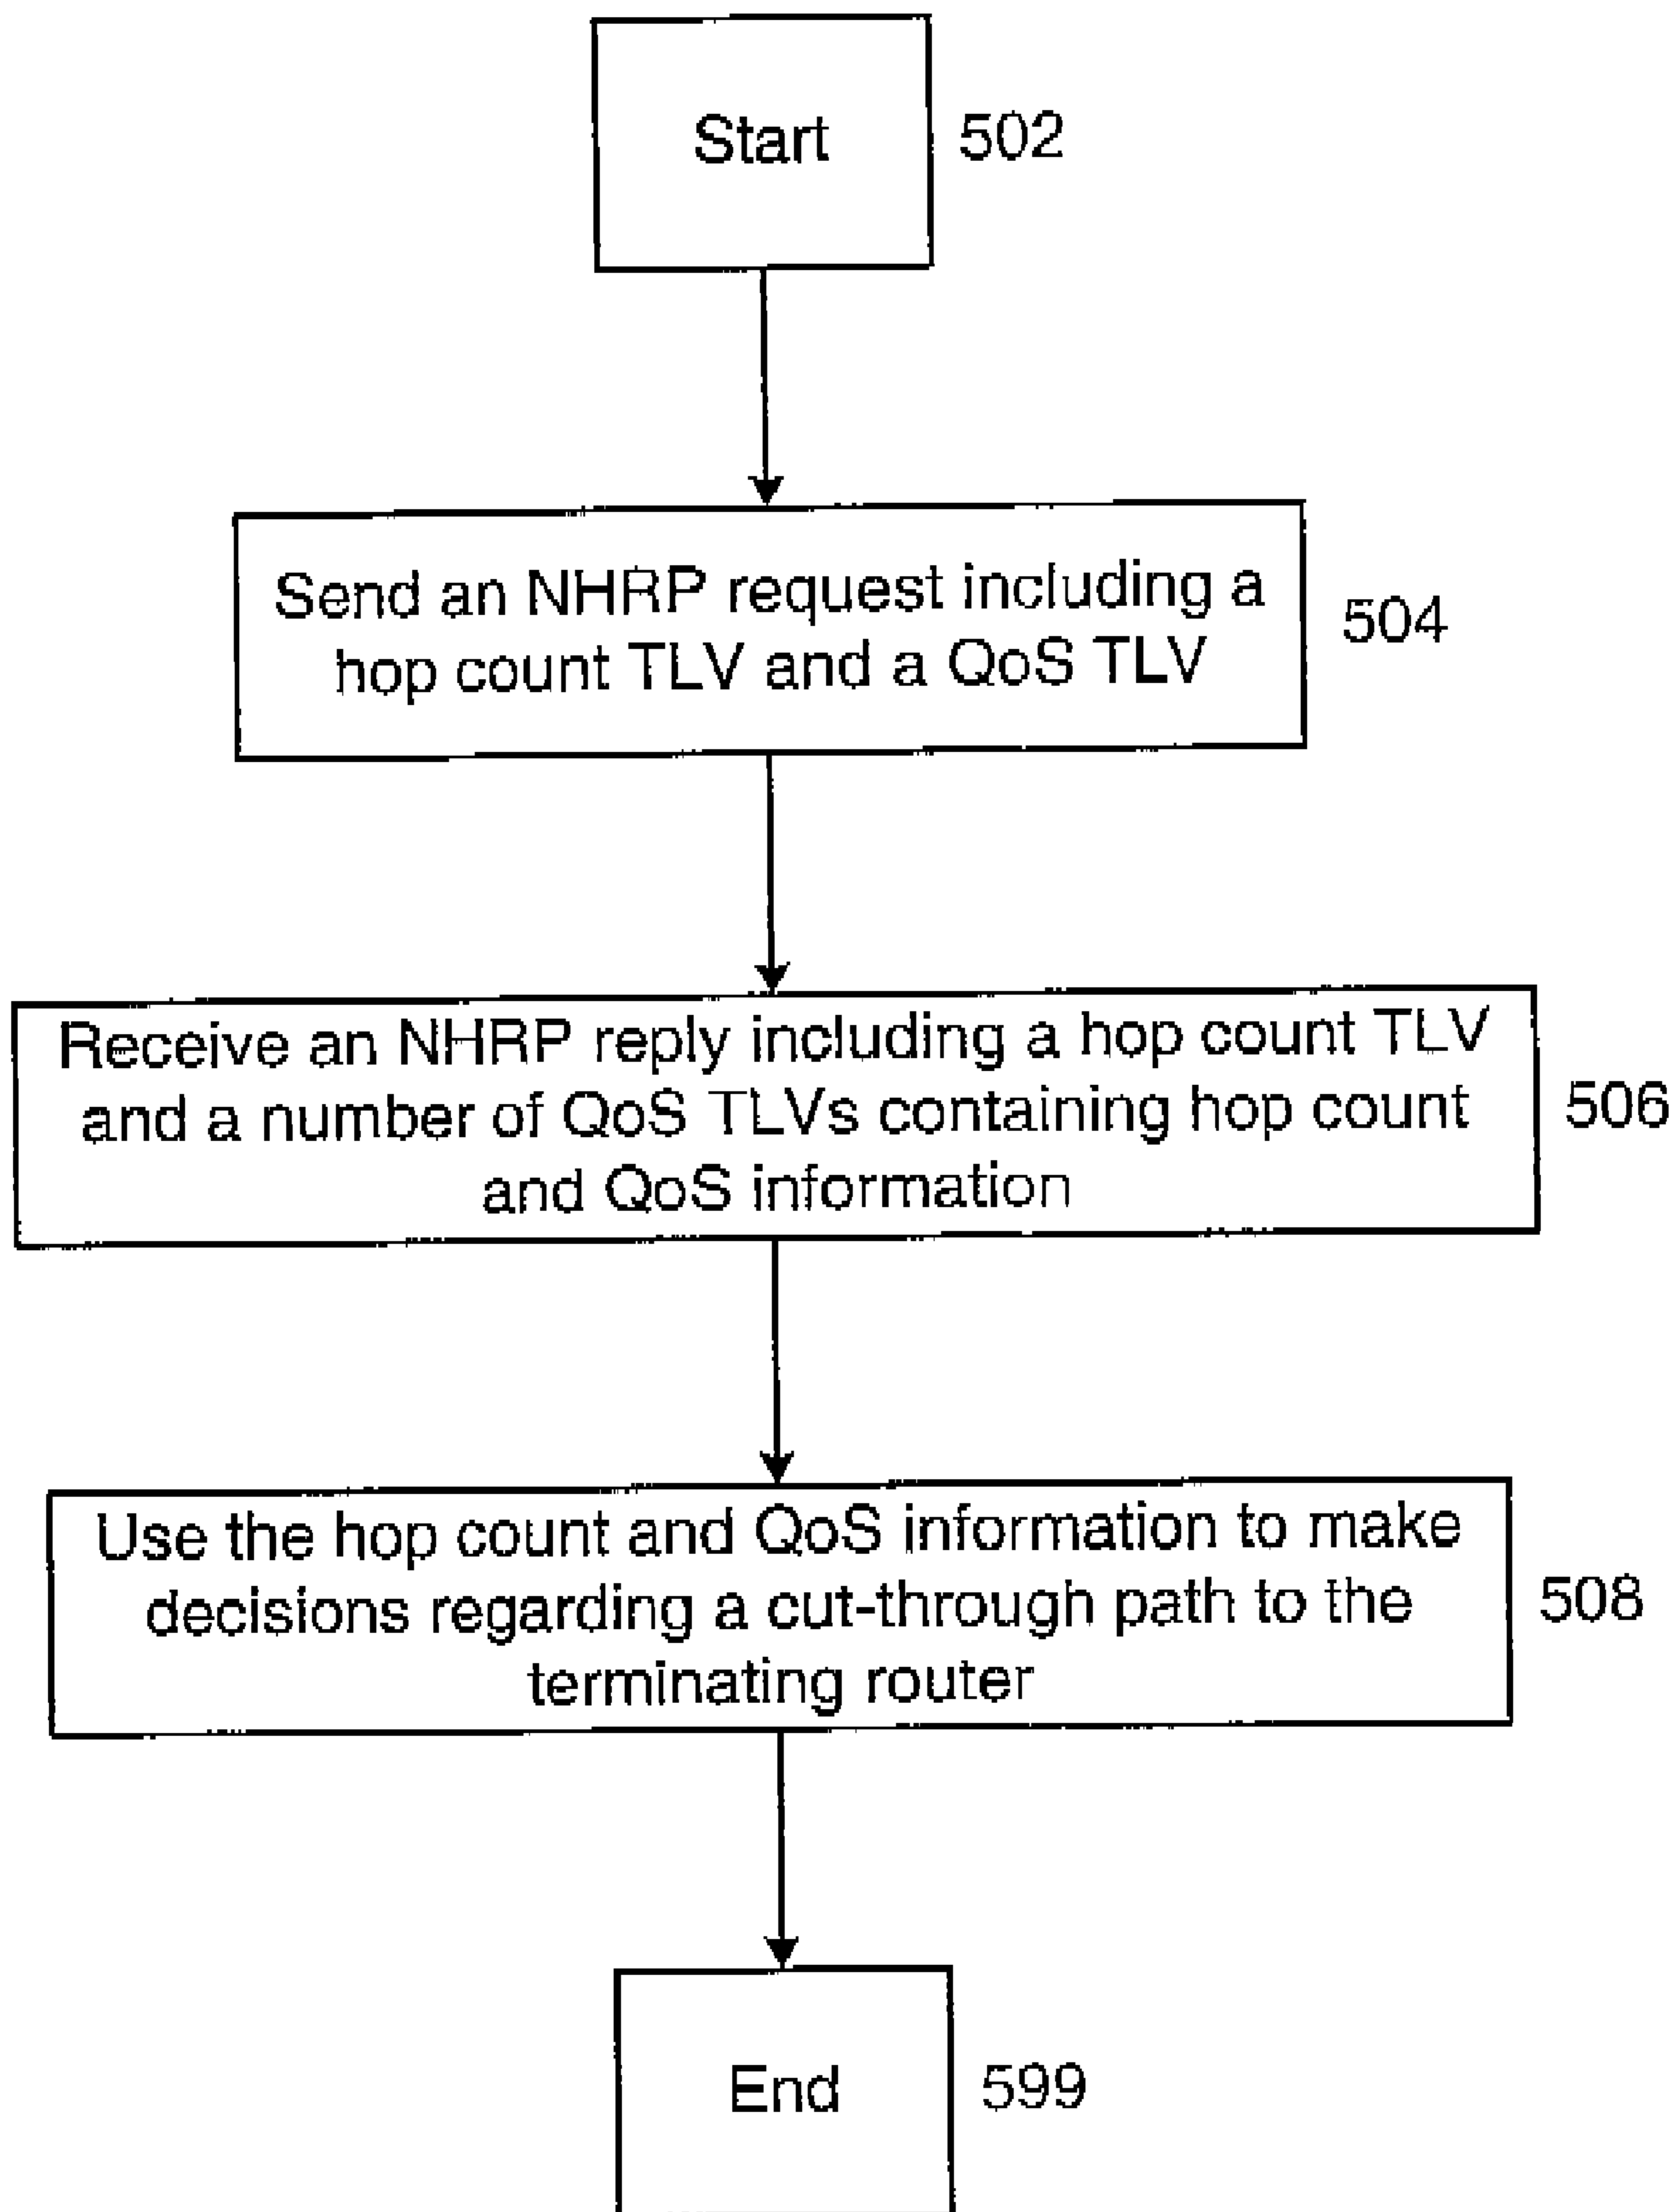 Start
502
Send an NHRP request including a
hop count TLV and a QoS TLV
504
Receive an NHRP reply including a hop count TLV
and a number of QoS TLVs containing hop count
and QoS information
506
Use the hop count and QoS information to make
decisions regarding a cut-through path to the
terminating router
508
End
599